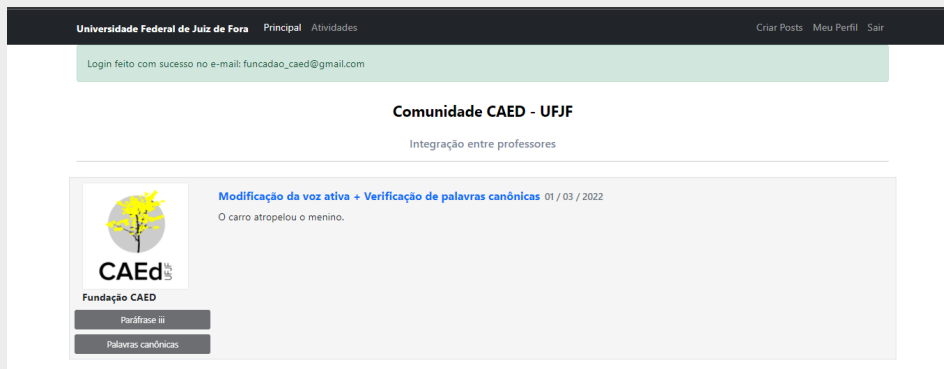 Universidade Federal de Juiz de Fora Principal Atividades Criar Posts Meu Perfil Sair
Login feito com sucesso no e-mail: funcadao_caed@gmail.com
Comunidade CAED - UFJF
Integração entre professores
Modificação da voz ativa + Verificação de palavras canônicas 01 / 03 / 2022
O carro atropelou o menino.
CAEd UFJF
Fundação CAED
Paráfrase iii
Palavras canônicas